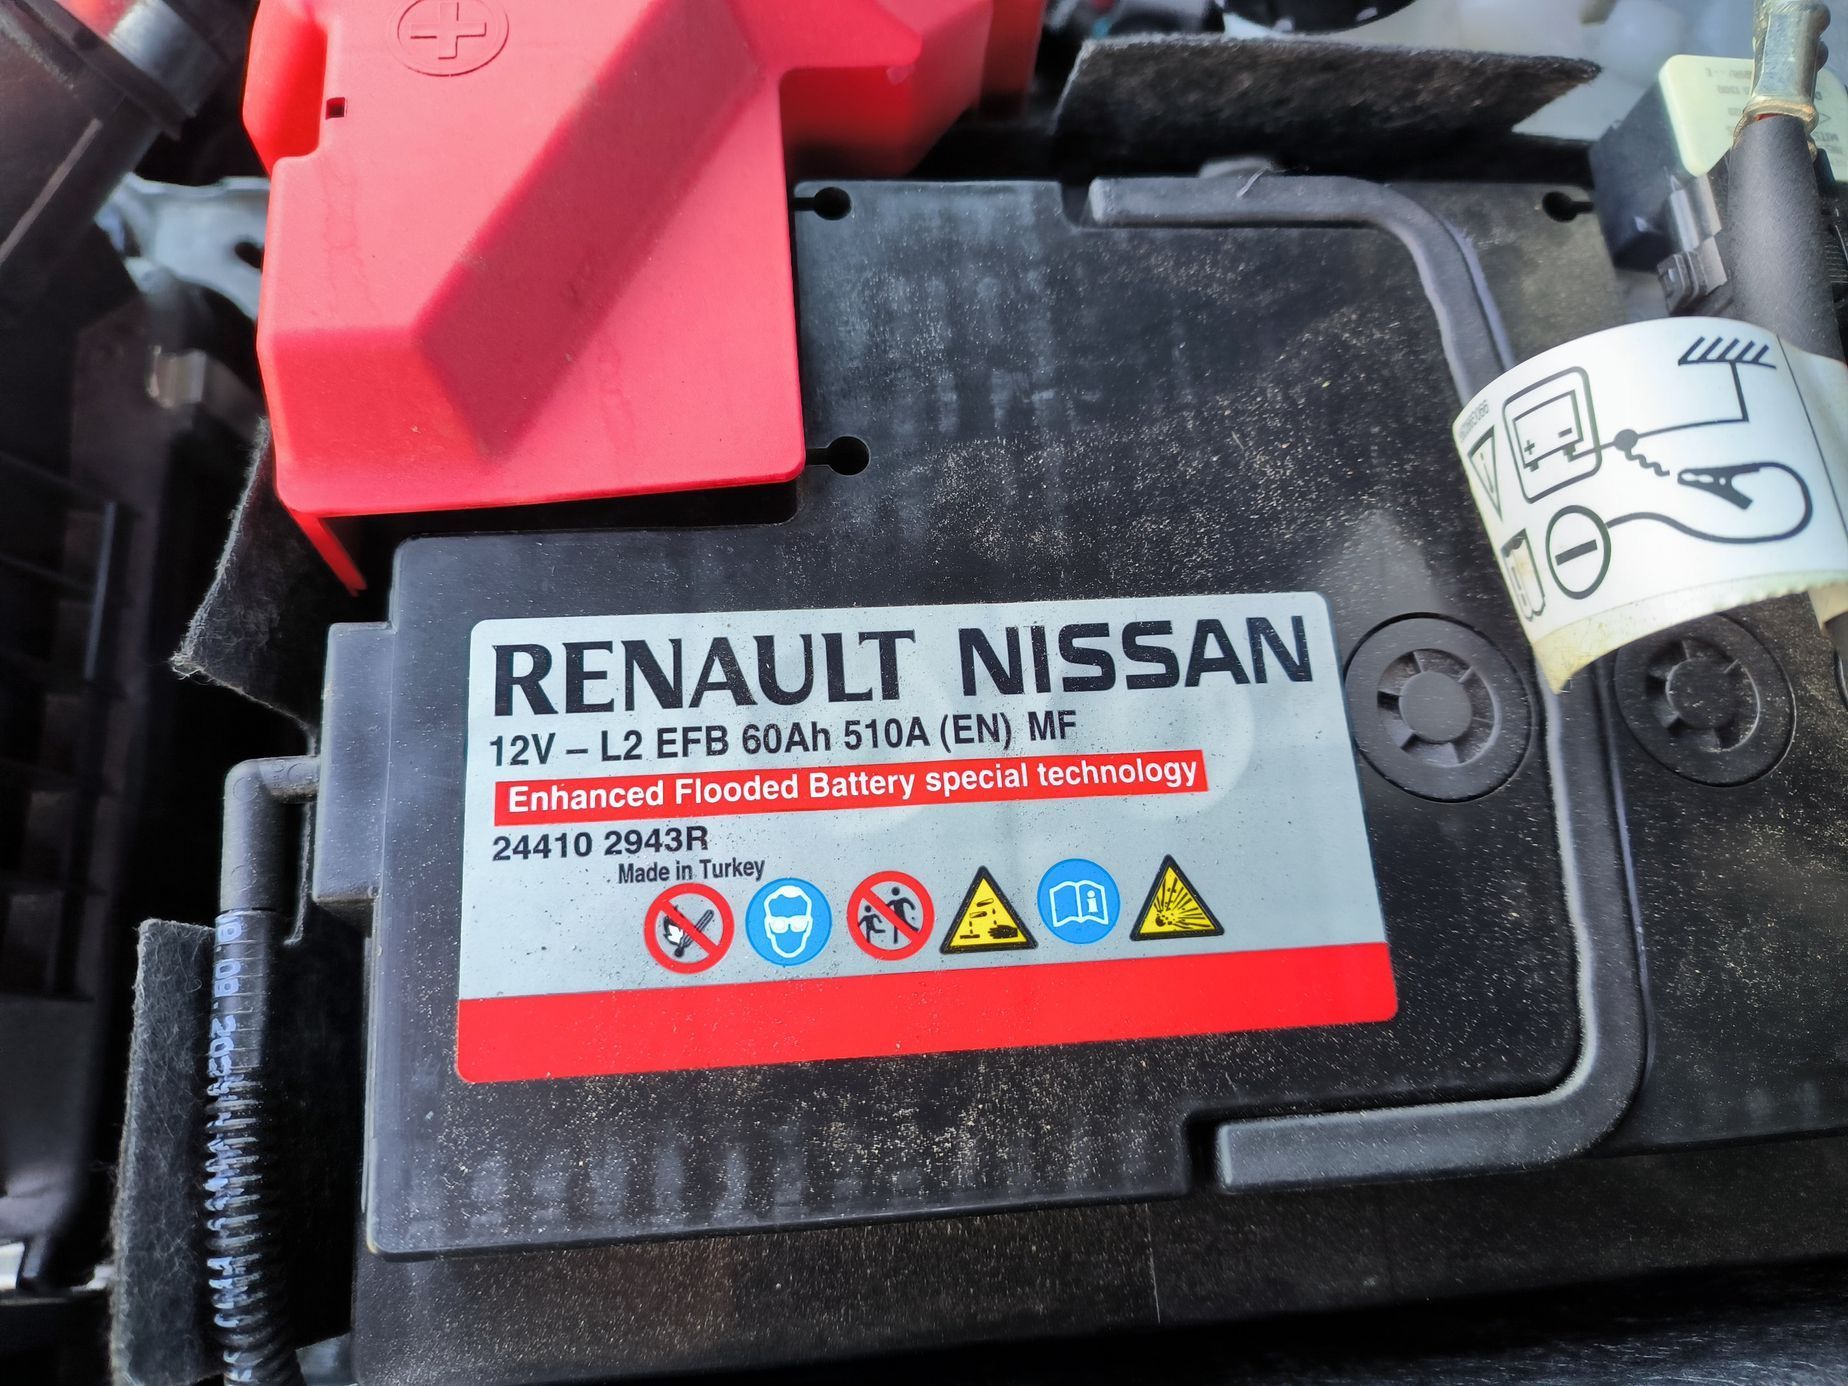 RENAULT NISSAN
12V – L2 EFB 60Ah 510A (EN) MF
Enhanced Flooded Battery special technology
24410 2943R
Made in Turkey